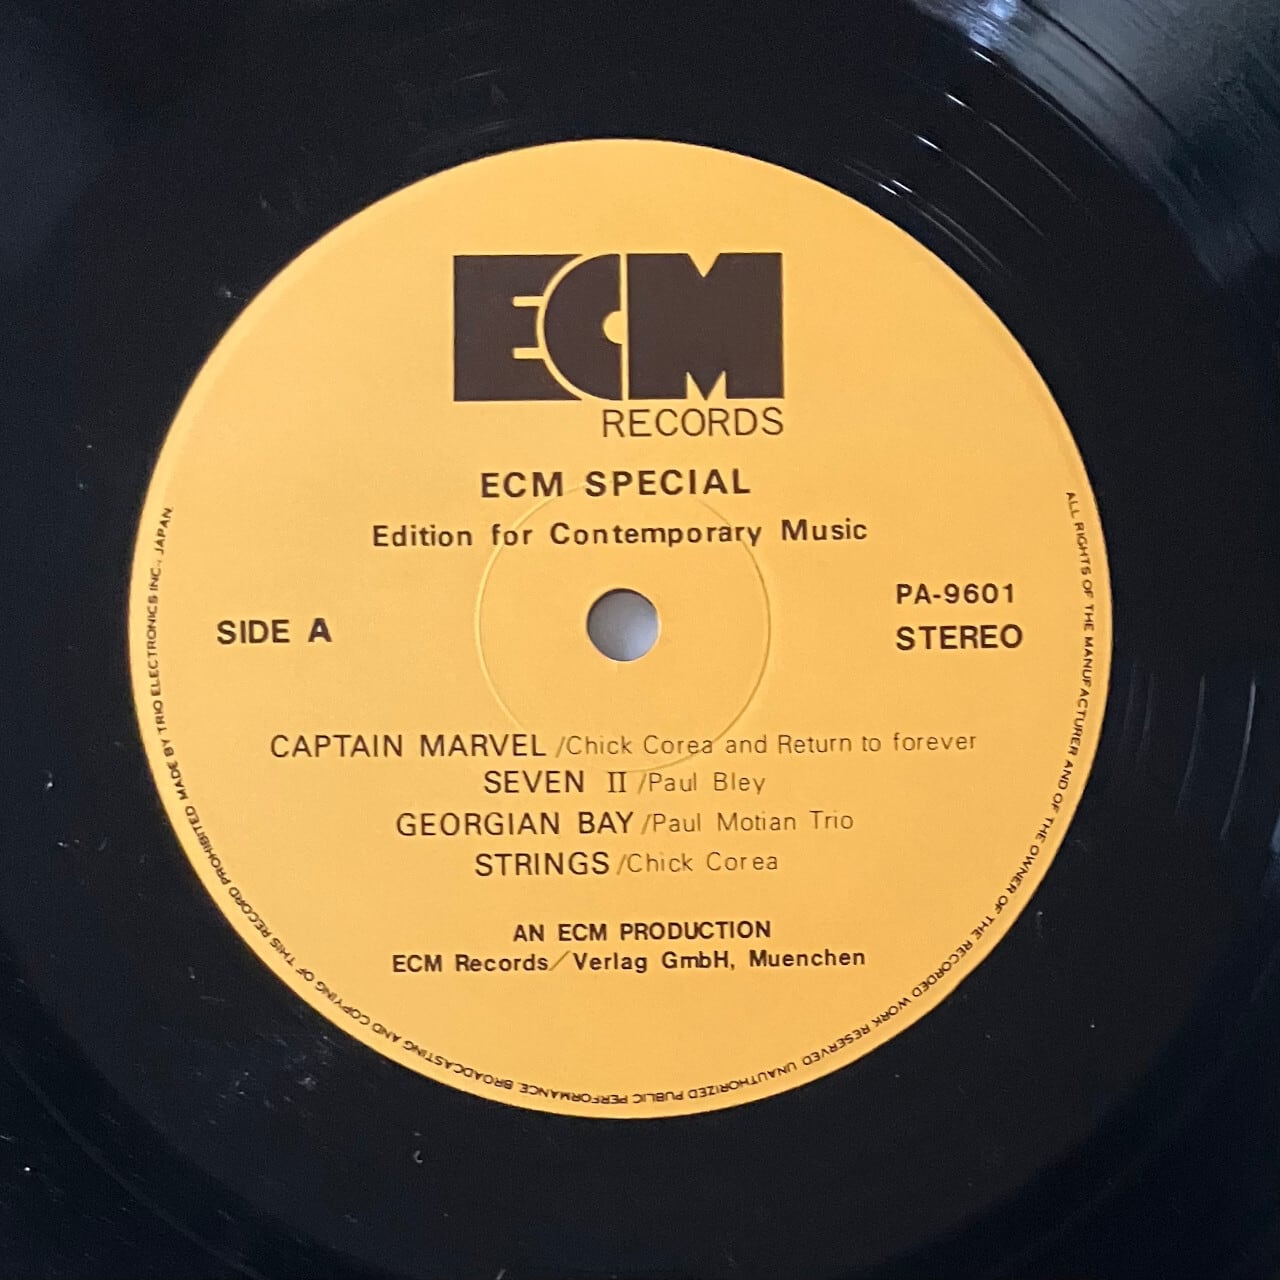 ECM
RECORDS
ECM SPECIAL
Edition for Contemporary Music
PA-9601
SIDE A
STEREO
CAPTAIN MARVEL/Chick Corea and Return to forever
SEVEN II/Paul Bley
GEORGIAN BAY/Paul Motian Trio
STRINGS/Chick Corea
AN ECM PRODUCTION
ECM Records/Verlag GmbH, Muenchen
ALL RIGHTS OF THE MANUFACTURER AND OF THE OWNER OF THE RECORDED WORK RESERVED UNAUTHORIZED PUBLIC PERFORMANCE BROADCASTING AND COPYING OF THIS RECORD PROHIBITED MADE BY TRIO ELECTRONICS INC., JAPAN